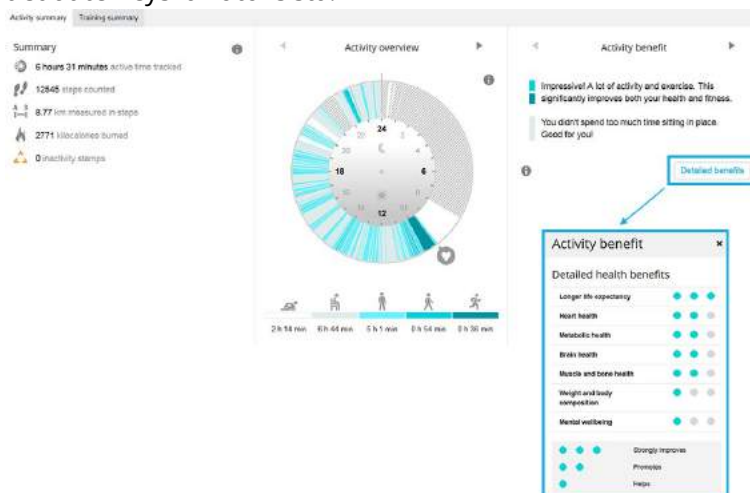 Activity summary
Training summary
Summary
6 hours 31 minutes active time tracked
12645 steps counted
8.77 km measured in steps
2771 kilocalories burned
0 inactivity stamps
Activity overview
24
18
6
12
2 h 14 min
6 h 44 min
5 h 1 min
0 h 54 min
0 h 36 min
Activity benefit
Impressive! A lot of activity and exercise. This
significantly improves both your health and fitness.
You didn't spend too much time sitting in place.
Good for you!
Detailed benefits
Activity benefit ×
Detailed health benefits
Longer life expectancy
Heart health
Metabolic health
Brain health
Muscle and bone health
Weight and body
composition
Mental wellbeing
Strongly improves
Promotes
Helps